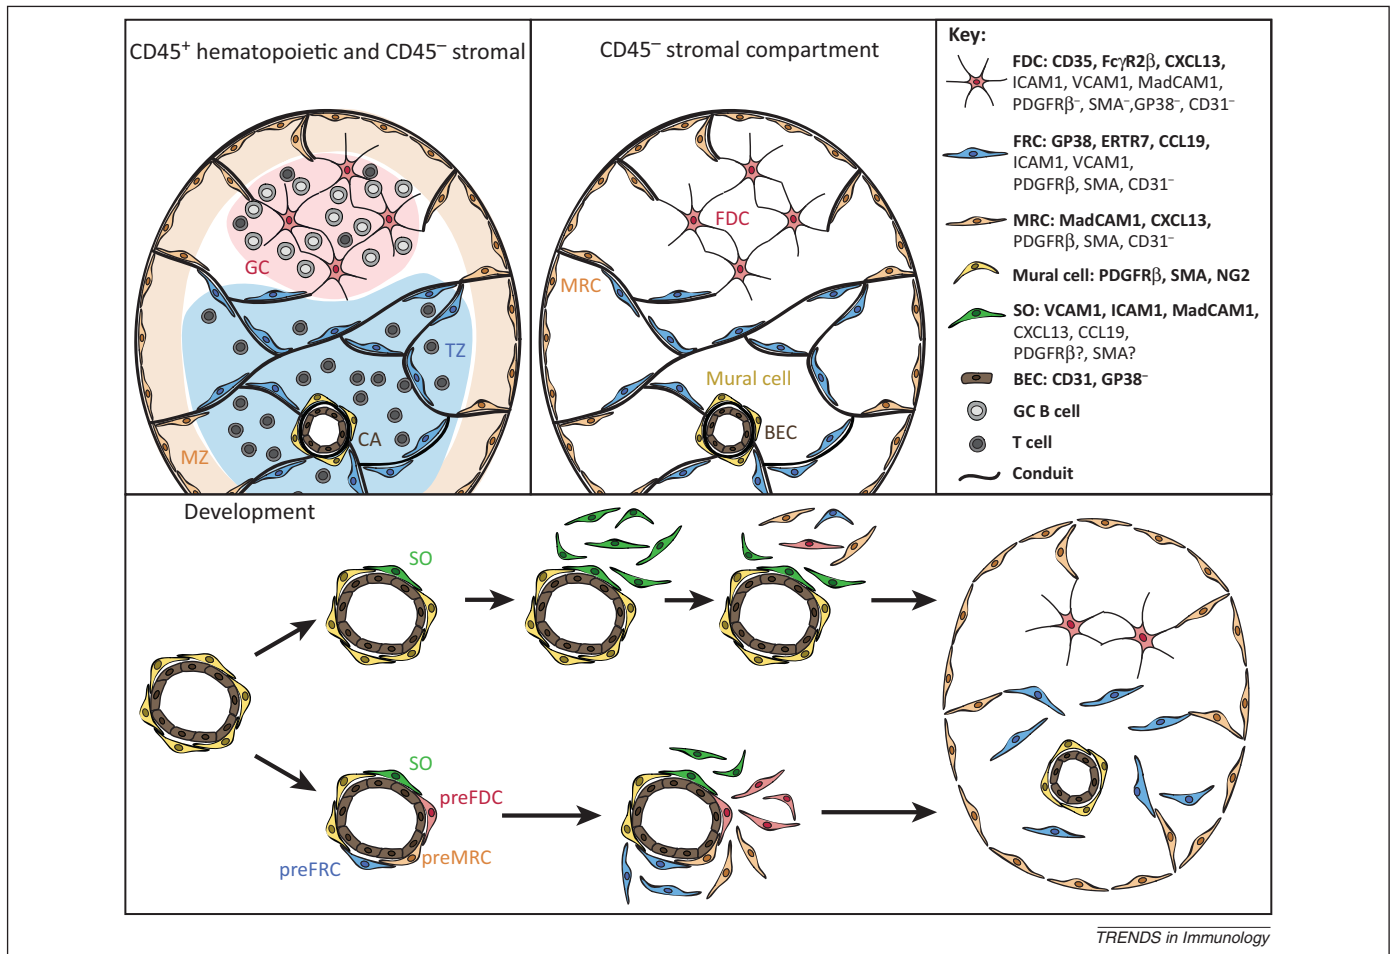 CD45⁺ hematopoietic and CD45⁻ stromal
GC
TZ
CA
MZ
CD45⁻ stromal compartment
FDC
MRC
Mural cell
BEC
Key:
FDC: CD35, FcγR2β, CXCL13,
ICAM1, VCAM1, MadCAM1,
PDGFRβ⁻, SMA⁻,GP38⁻, CD31⁻
FRC: GP38, ERTR7, CCL19,
ICAM1, VCAM1,
PDGFRβ, SMA, CD31⁻
MRC: MadCAM1, CXCL13,
PDGFRβ, SMA, CD31⁻
Mural cell: PDGFRβ, SMA, NG2
SO: VCAM1, ICAM1, MadCAM1,
CXCL13, CCL19,
PDGFRβ?, SMA?
BEC: CD31, GP38⁻
GC B cell
T cell
Conduit
Development
SO
SO
preFDC
preMRC
preFRC
TRENDS in Immunology